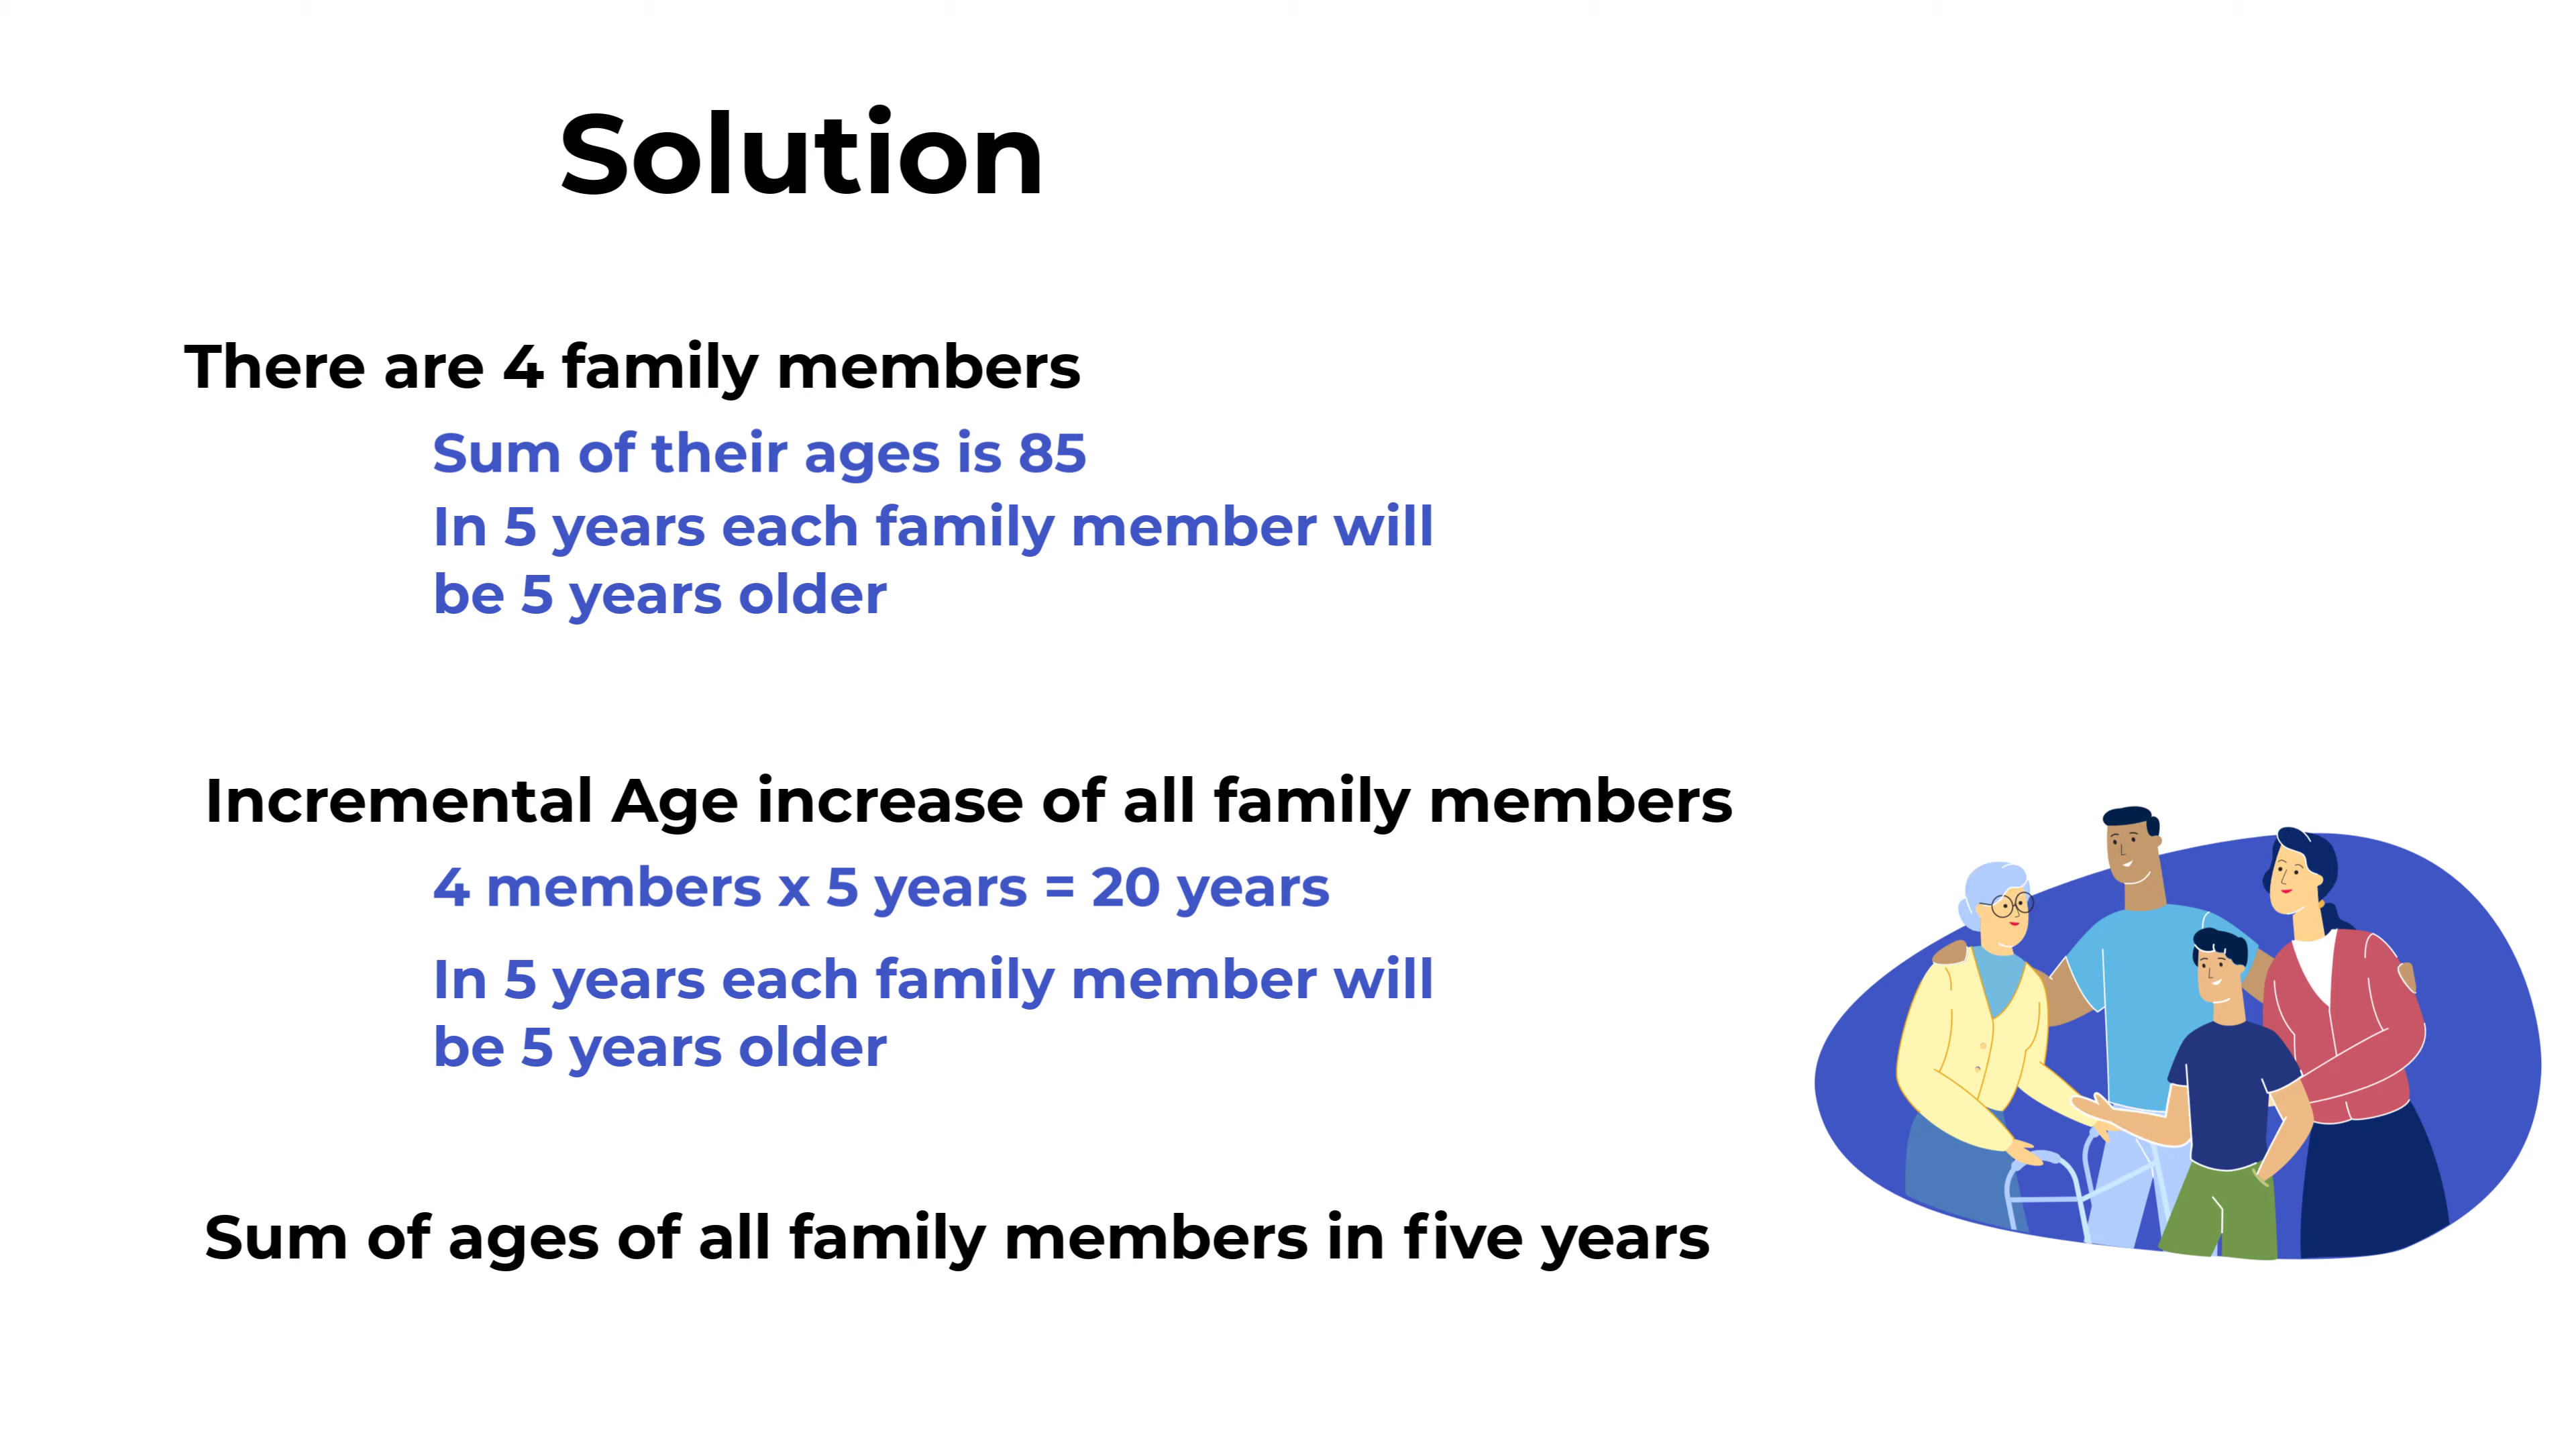 Solution
There are 4 family members
Sum of their ages is 85
In 5 years each family member will
be 5 years older
Incremental Age increase of all family members
4 members x 5 years = 20 years
In 5 years each family member will
be 5 years older
Sum of ages of all family members in five years